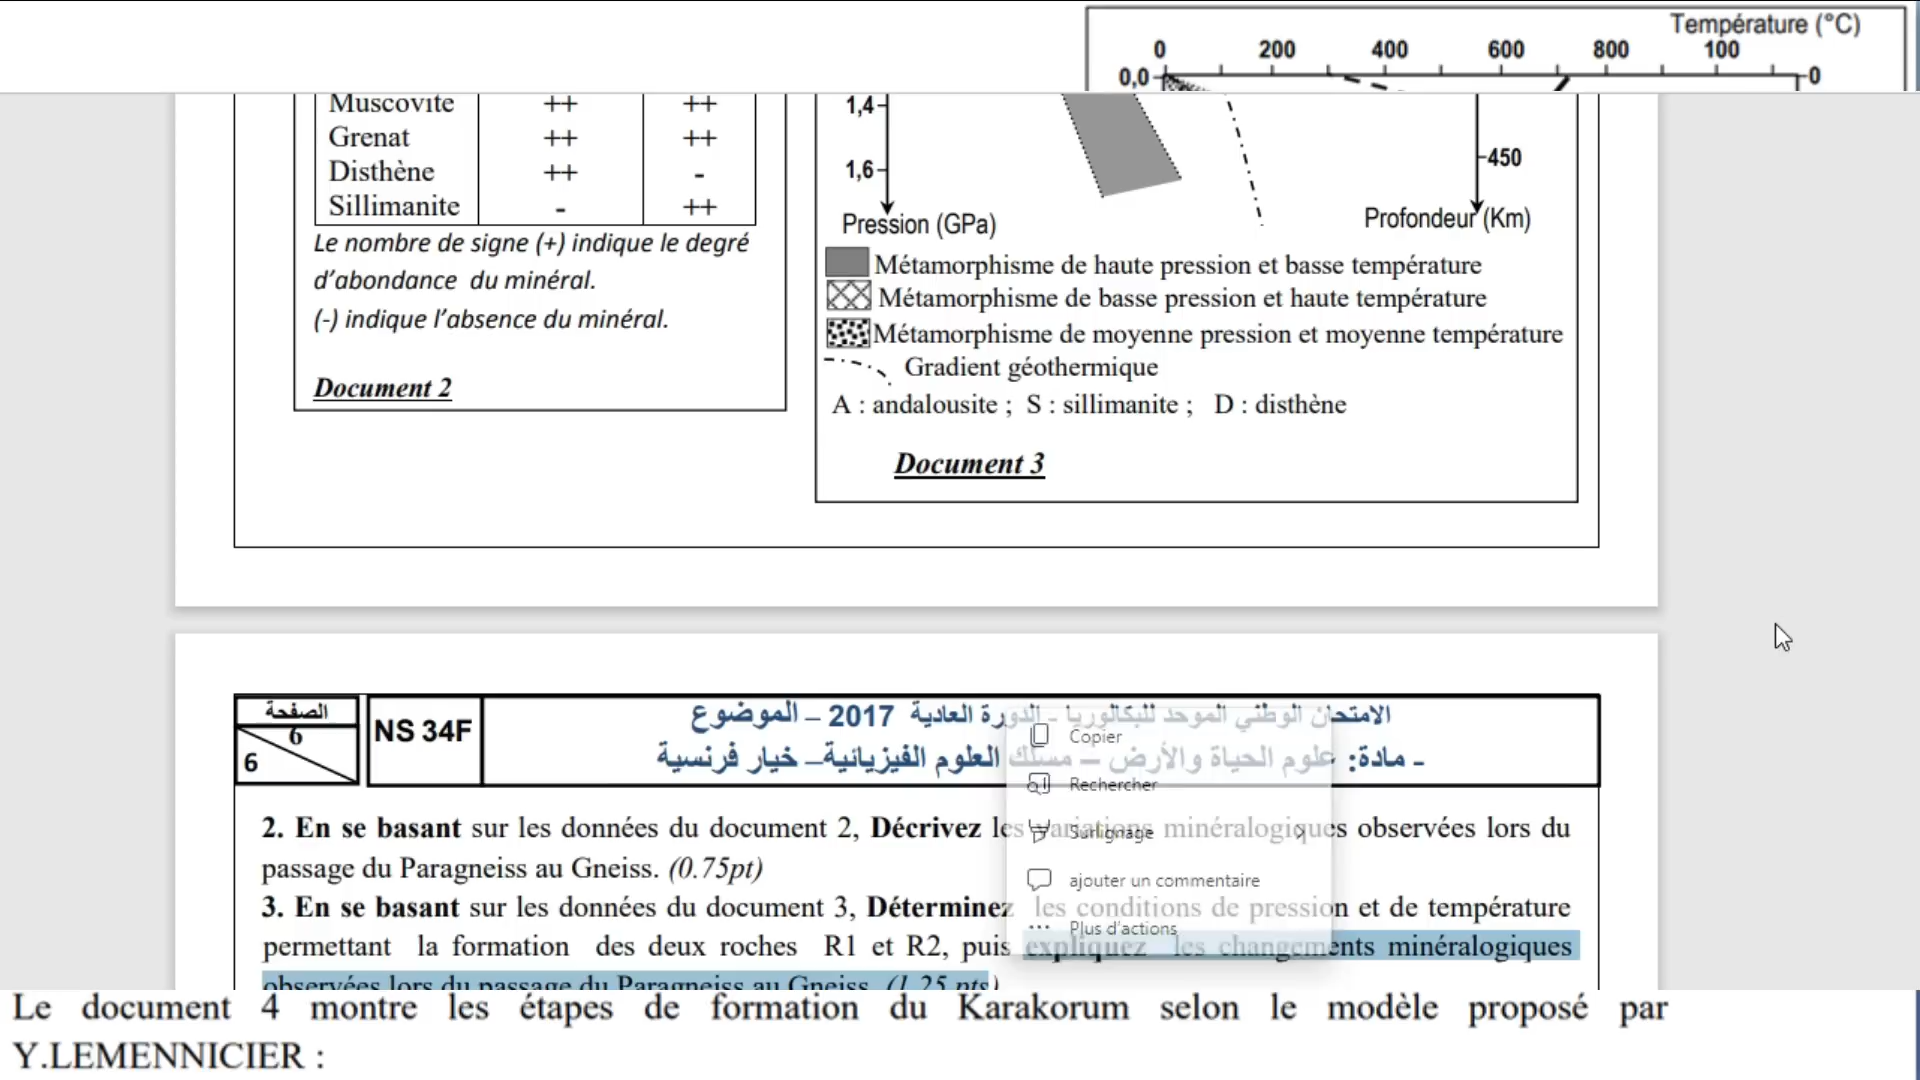 Température (°C)
0 200 400 600 800 100
0,0 0
Muscovite ++ ++
Grenat ++ ++
Disthène ++ -
Sillimanite - ++
Le nombre de signe (+) indique le degré
d’abondance du minéral.
(-) indique l’absence du minéral.
Document 2
1,4
1,6
450
Pression (GPa)
Profondeur (Km)
Métamorphisme de haute pression et basse température
Métamorphisme de basse pression et haute température
Métamorphisme de moyenne pression et moyenne température
Gradient géothermique
A : andalousite ; S : sillimanite ; D : disthène
Document 3
الصفحة
6
6
NS 34F
الامتحان الوطني الموحد للبكالوريا - الدورة العادية 2017 – الموضوع
- مادة: علوم الحياة والأرض – مسلك العلوم الفيزيائية– خيار فرنسية
Copier
Rechercher
Surlignage
ajouter un commentaire
Plus d'actions
2. En se basant sur les données du document 2, Décrivez les variations minéralogiques observées lors du
passage du Paragneiss au Gneiss. (0.75pt)
3. En se basant sur les données du document 3, Déterminez les conditions de pression et de température
permettant la formation des deux roches R1 et R2, puis expliquez les changements minéralogiques
observées lors du passage du Paragneiss au Gneiss. (1.25 pts)
Le document 4 montre les étapes de formation du Karakorum selon le modèle proposé par
Y.LEMENNICIER :